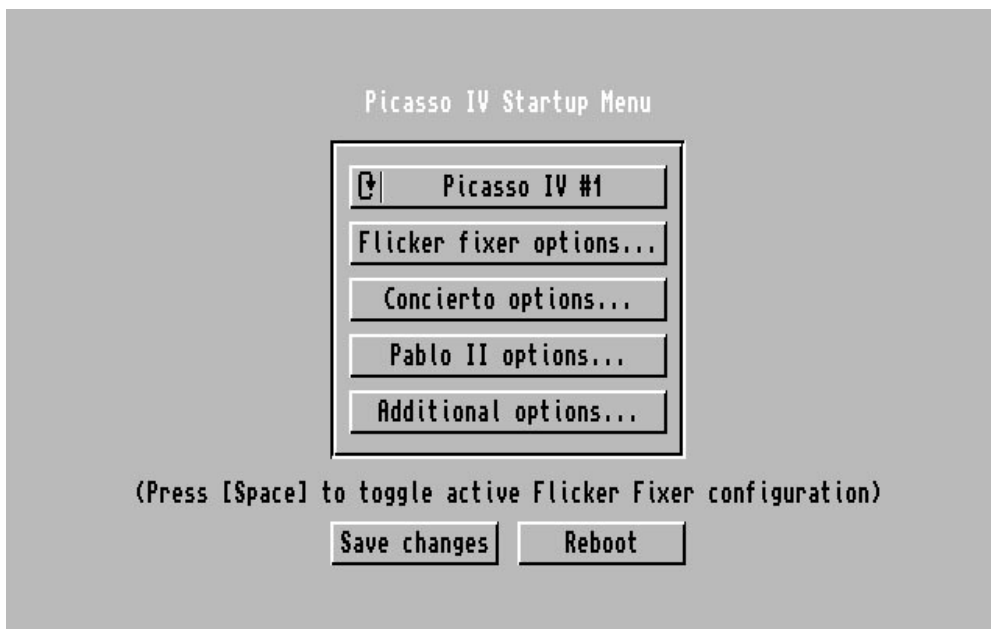 Picasso IV Startup Menu
Picasso IV #1
Flicker fixer options...
Concierto options...
Pablo II options...
Additional options...
(Press [Space] to toggle active Flicker Fixer configuration)
Save changes Reboot